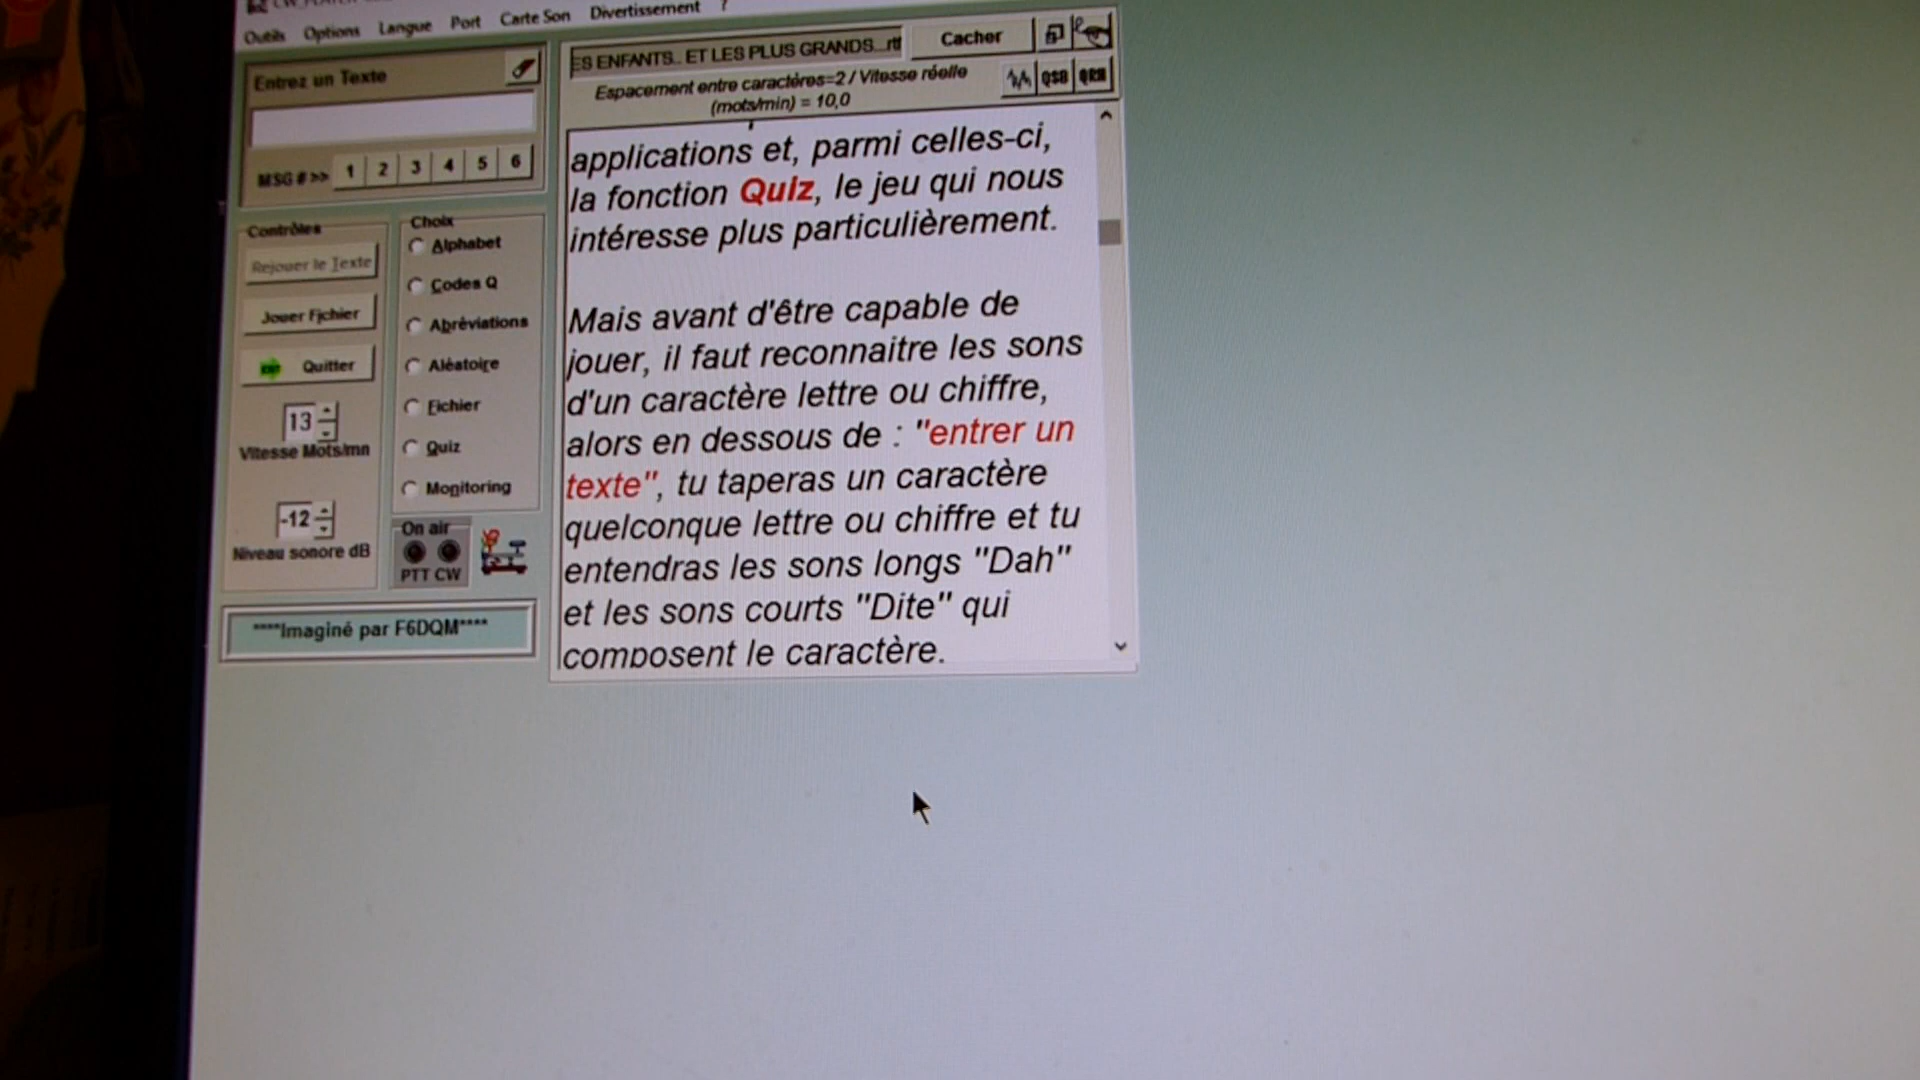 CW PLAYER
Outils Options Langue Port Carte Son Divertissement ?
Entrez un Texte
MSG # >> 1 2 3 4 5 6
Contrôles
Rejouer le Texte
Jouer Fichier
Quitter
13
Vitesse Mots/mn
-12
Niveau sonore dB
Choix
Alphabet
Codes Q
Abréviations
Aléatoire
Fichier
Quiz
Monitoring
On air
PTT CW
****Imaginé par F6DQM****
ES ENFANTS.. ET LES PLUS GRANDS...rtf
Cacher
Espacement entre caractères=2 / Vitesse réelle
(mots/min) = 10,0
QSB QRM
applications et, parmi celles-ci,
la fonction Quiz, le jeu qui nous
intéresse plus particulièrement.
Mais avant d'être capable de
jouer, il faut reconnaitre les sons
d'un caractère lettre ou chiffre,
alors en dessous de : "entrer un
texte", tu taperas un caractère
quelconque lettre ou chiffre et tu
entendras les sons longs "Dah"
et les sons courts "Dite" qui
composent le caractère.